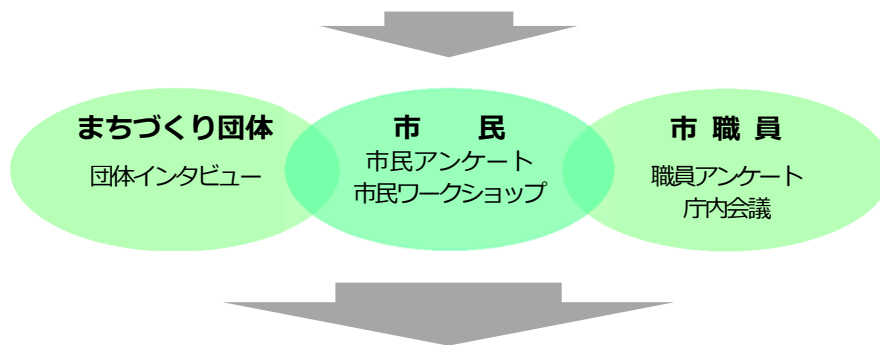 まちづくり団体
団体インタビュー
市　　民
市民アンケート
市民ワークショップ
市 職 員
職員アンケート
庁内会議